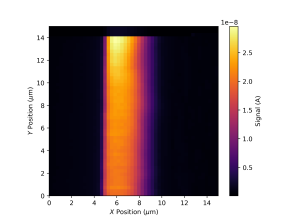 1e−8
14
12
10
8
6
4
2
0
0 2 4 6 8 10 12 14
2.5
2.0
1.5
1.0
0.5
Y Position (μm)
X Position (μm)
Signal (A)